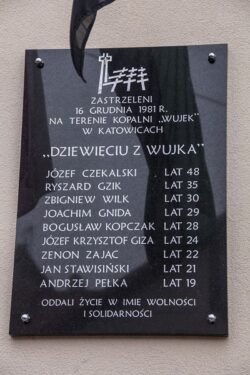 ZASTRZELENI
16 GRUDNIA 1981 R.
NA TERENIE KOPALNI „WUJEK"
W KATOWICACH
„DZIEWIĘCIU Z WUJKA"
JÓZEF CZEKALSKI LAT 48
RYSZARD GZIK LAT 35
ZBIGNIEW WILK LAT 30
JOACHIM GNIDA LAT 29
BOGUSŁAW KOPCZAK LAT 28
JÓZEF KRZYSZTOF GIZA LAT 24
ZENON ZAJĄC LAT 22
JAN STAWISIŃSKI LAT 21
ANDRZEJ PEŁKA LAT 19
ODDALI ŻYCIE W IMIĘ WOLNOŚCI
I SOLIDARNOŚCI